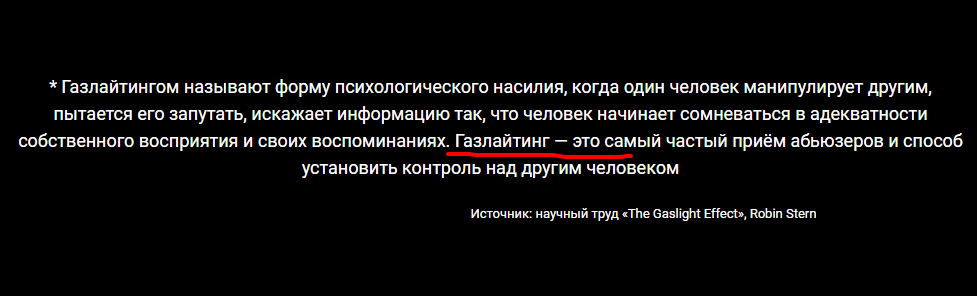 * Газлайтингом называют форму психологического насилия, когда один человек манипулирует другим,
пытается его запутать, искажает информацию так, что человек начинает сомневаться в адекватности
собственного восприятия и своих воспоминаниях. Газлайтинг — это самый частый приём абьюзеров и способ
установить контроль над другим человеком
Источник: научный труд «The Gaslight Effect», Robin Stern